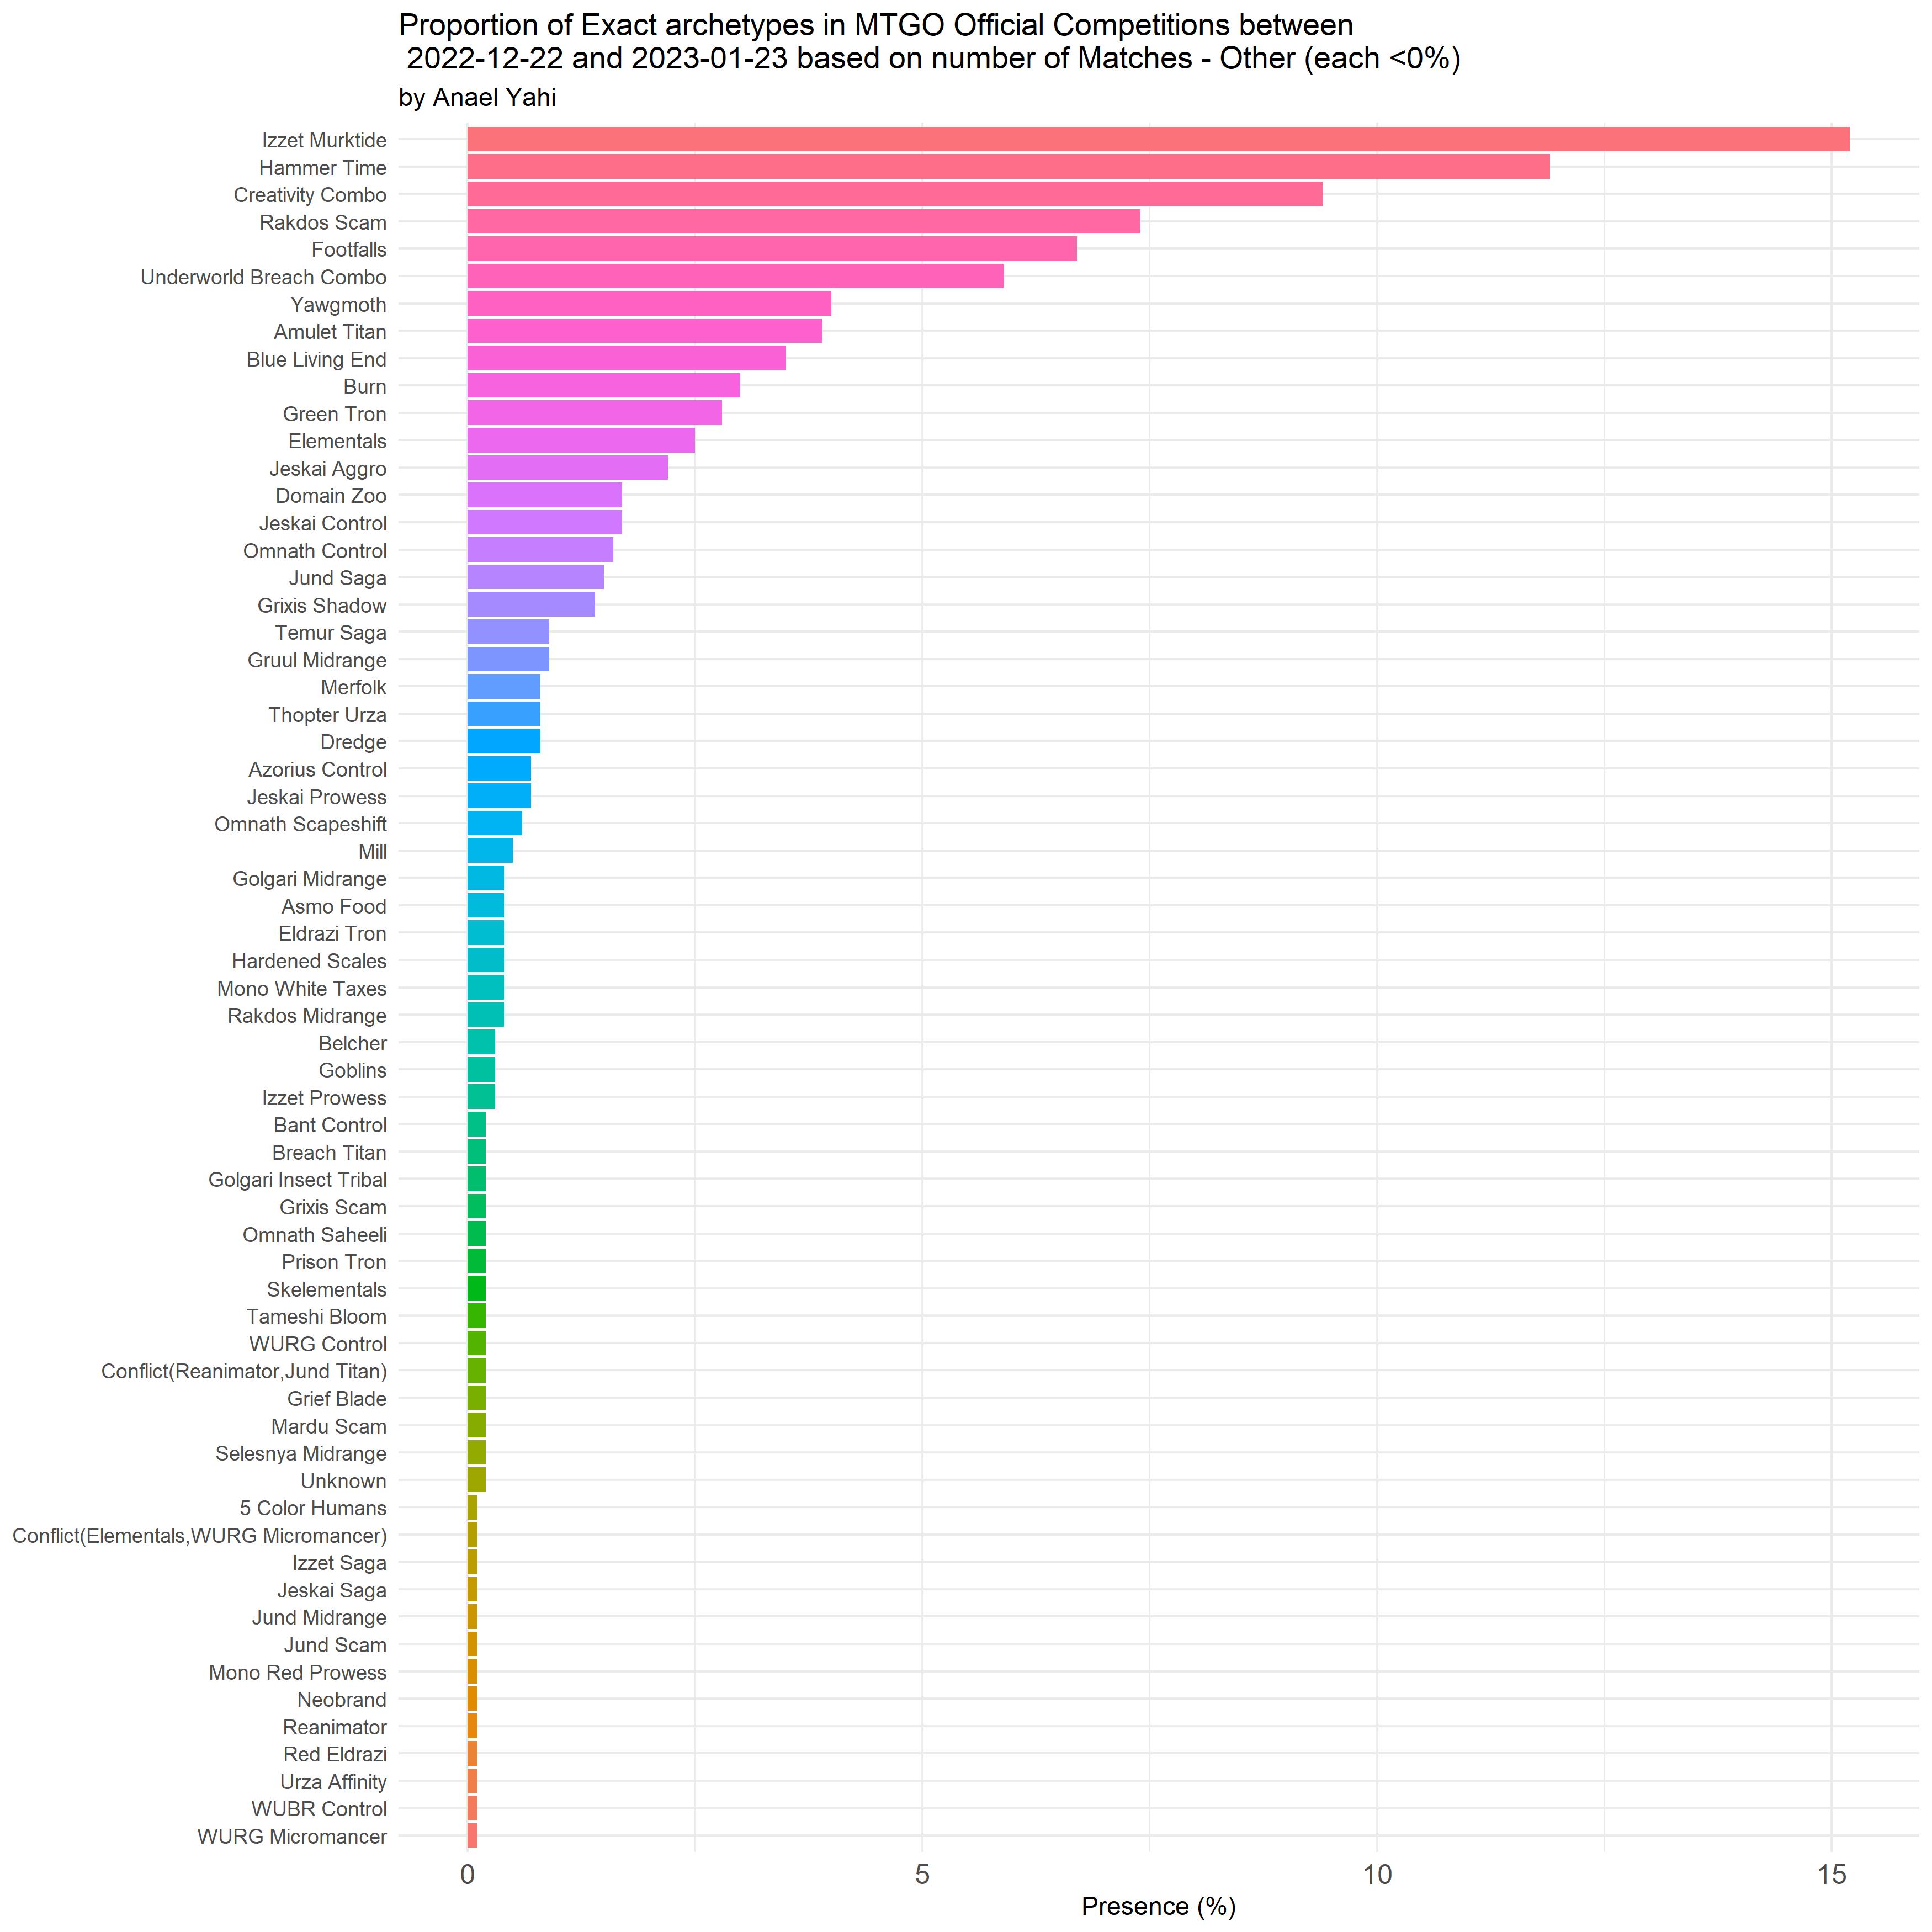 Proportion of Exact archetypes in MTGO Official Competitions between
2022-12-22 and 2023-01-23 based on number of Matches - Other (each <0%)
by Anael Yahi
Izzet Murktide
Hammer Time
Creativity Combo
Rakdos Scam
Footfalls
Underworld Breach Combo
Yawgmoth
Amulet Titan
Blue Living End
Burn
Green Tron
Elementals
Jeskai Aggro
Domain Zoo
Jeskai Control
Omnath Control
Jund Saga
Grixis Shadow
Temur Saga
Gruul Midrange
Merfolk
Thopter Urza
Dredge
Azorius Control
Jeskai Prowess
Omnath Scapeshift
Mill
Golgari Midrange
Asmo Food
Eldrazi Tron
Hardened Scales
Mono White Taxes
Rakdos Midrange
Belcher
Goblins
Izzet Prowess
Bant Control
Breach Titan
Golgari Insect Tribal
Grixis Scam
Omnath Saheeli
Prison Tron
Skelementals
Tameshi Bloom
WURG Control
Conflict(Reanimator,Jund Titan)
Grief Blade
Mardu Scam
Selesnya Midrange
Unknown
5 Color Humans
Conflict(Elementals,WURG Micromancer)
Izzet Saga
Jeskai Saga
Jund Midrange
Jund Scam
Mono Red Prowess
Neobrand
Reanimator
Red Eldrazi
Urza Affinity
WUBR Control
WURG Micromancer
0 5 10 15
Presence (%)